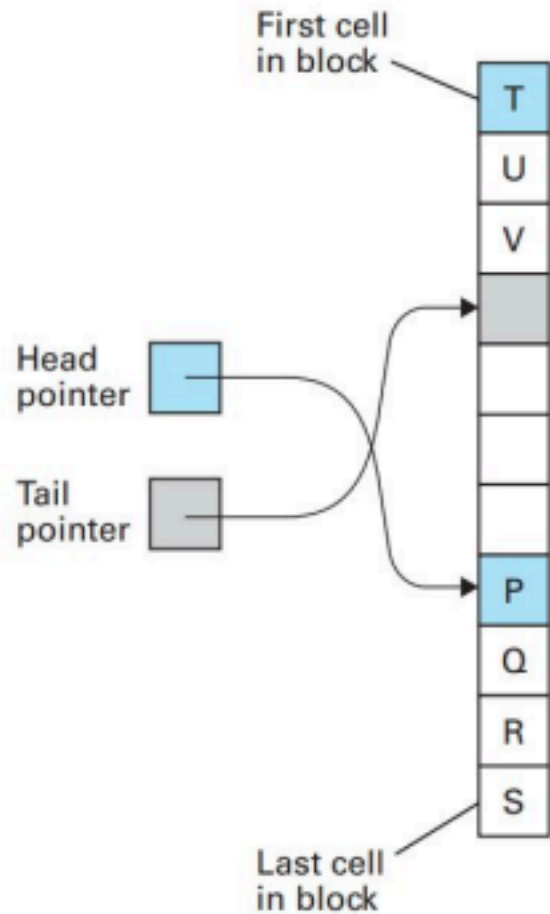 First cell
in block
T
U
V
Head
pointer
Tail
pointer
P
Q
R
S
Last cell
in block